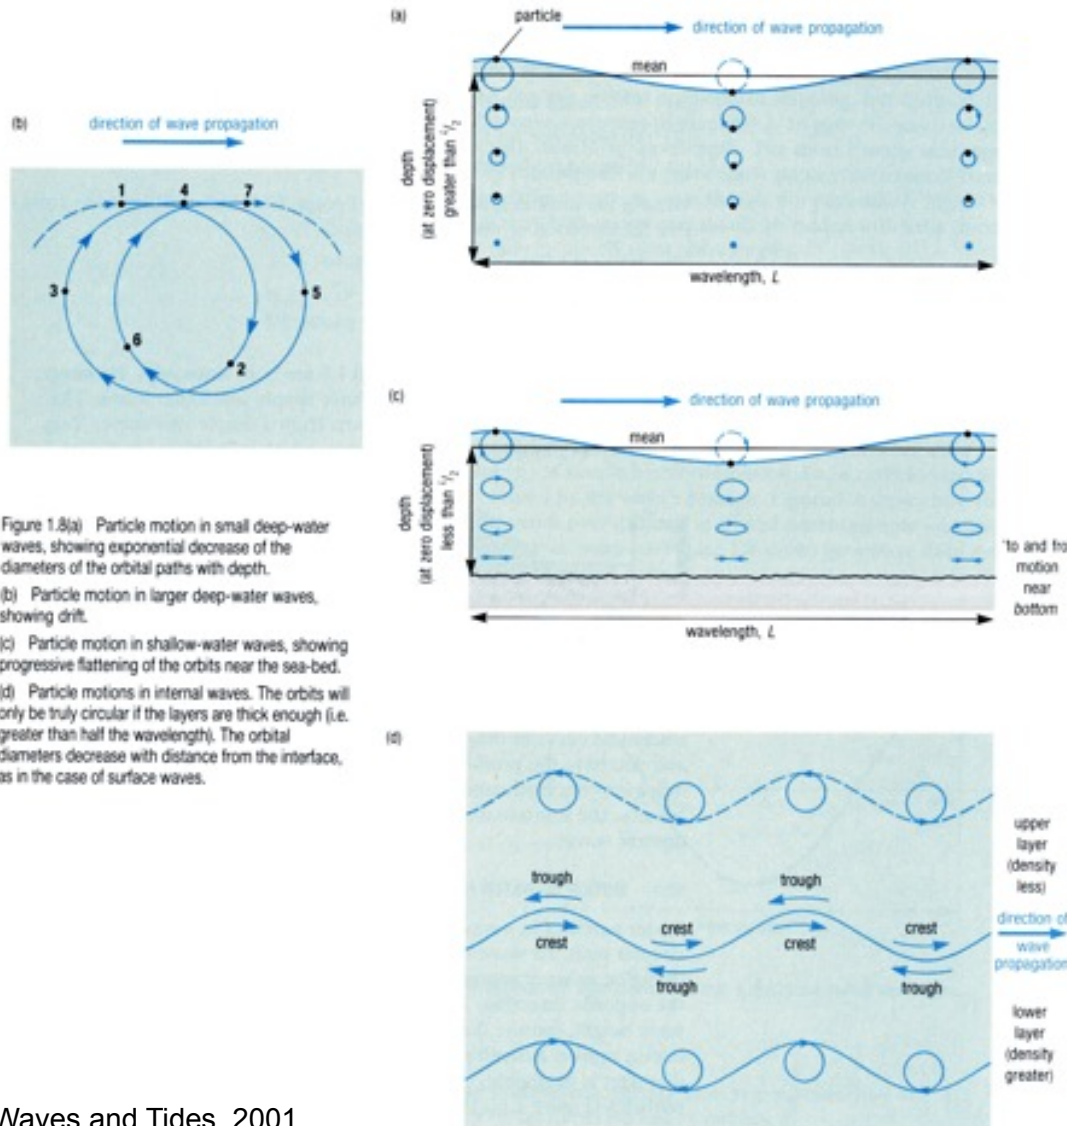 (a)
particle
direction of wave propagation
mean
depth
(at zero displacement)
greater than L/2
wavelength, L
(b)
direction of wave propagation
1
4
7
3
5
6
2
(c)
direction of wave propagation
mean
depth
(at zero displacement)
less than L/2
'to and fro
motion
near
bottom
wavelength, L
Figure 1.8(a) Particle motion in small deep-water
waves, showing exponential decrease of the
diameters of the orbital paths with depth.
(b) Particle motion in larger deep-water waves,
showing drift.
(c) Particle motion in shallow-water waves, showing
progressive flattening of the orbits near the sea-bed.
(d) Particle motions in internal waves. The orbits will
only be truly circular if the layers are thick enough (i.e.
greater than half the wavelength). The orbital
diameters decrease with distance from the interface,
as in the case of surface waves.
(d)
upper
layer
(density
less)
trough
trough
crest
crest
crest
crest
trough
trough
direction of
wave
propagation
lower
layer
(density
greater)
Waves and Tides, 2001